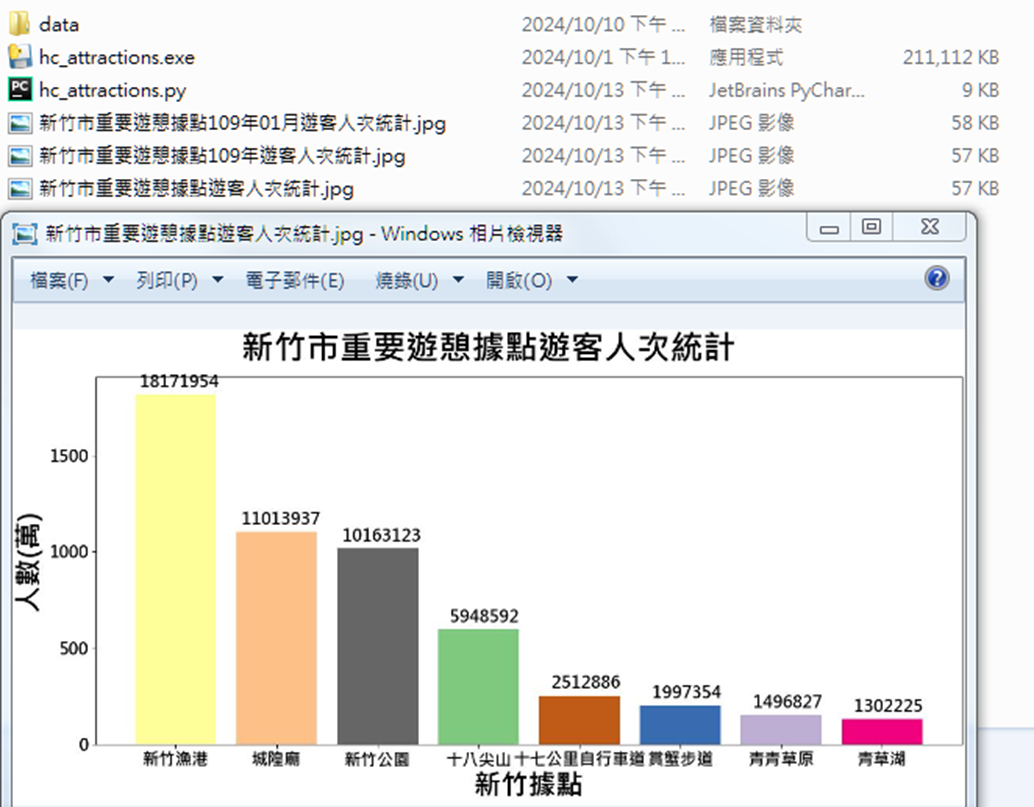 data 2024/10/10 下午 ... 檔案資料夾
hc_attractions.exe 2024/10/1 下午 1... 應用程式 211,112 KB
PC hc_attractions.py 2024/10/13 下午 ... JetBrains PyChar... 9 KB
新竹市重要遊憩據點109年01月遊客人次統計.jpg 2024/10/13 下午 ... JPEG 影像 58 KB
新竹市重要遊憩據點109年遊客人次統計.jpg 2024/10/13 下午 ... JPEG 影像 57 KB
新竹市重要遊憩據點遊客人次統計.jpg 2024/10/13 下午 ... JPEG 影像 57 KB
新竹市重要遊憩據點遊客人次統計.jpg - Windows 相片檢視器
檔案(F) 列印(P) 電子郵件(E) 燒錄(U) 開啟(O)
新竹市重要遊憩據點遊客人次統計
人數(萬)
1500
1000
500
0
18171954
11013937
10163123
5948592
2512886
1997354
1496827
1302225
新竹漁港 城隍廟 新竹公園 十八尖山 十七公里自行車道 賞蟹步道 青青草原 青草湖
新竹據點